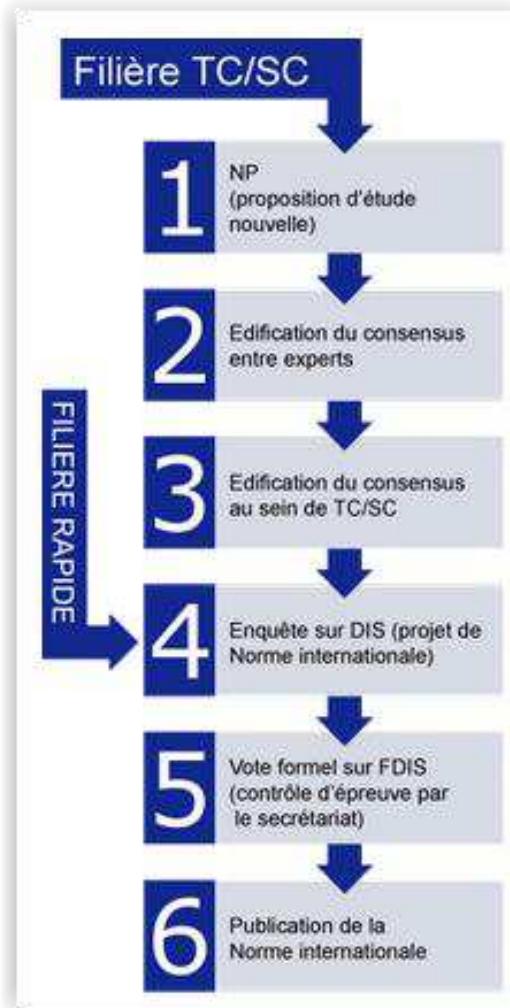 Filière TC/SC
1
NP
(proposition d'étude
nouvelle)
2
Edification du consensus
entre experts
3
Edification du consensus
au sein de TC/SC
FILIERE RAPIDE
4
Enquête sur DIS (projet de
Norme internationale)
5
Vote formel sur FDIS
(contrôle d'épreuve par
le secrétariat)
6
Publication de la
Norme internationale